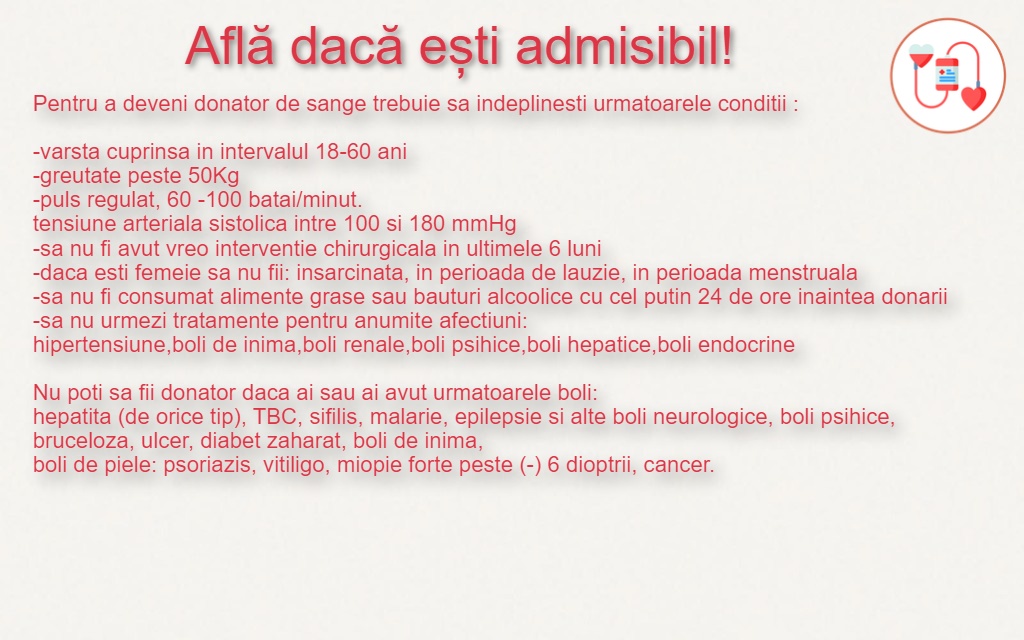 Află dacă ești admisibil!
Pentru a deveni donator de sange trebuie sa indeplinesti urmatoarele conditii :
-varsta cuprinsa in intervalul 18-60 ani
-greutate peste 50Kg
-puls regulat, 60 -100 batai/minut.
tensiune arteriala sistolica intre 100 si 180 mmHg
-sa nu fi avut vreo interventie chirurgicala in ultimele 6 luni
-daca esti femeie sa nu fii: insarcinata, in perioada de lauzie, in perioada menstruala
-sa nu fi consumat alimente grase sau bauturi alcoolice cu cel putin 24 de ore inaintea donarii
-sa nu urmezi tratamente pentru anumite afectiuni:
hipertensiune,boli de inima,boli renale,boli psihice,boli hepatice,boli endocrine
Nu poti sa fii donator daca ai sau ai avut urmatoarele boli:
hepatita (de orice tip), TBC, sifilis, malarie, epilepsie si alte boli neurologice, boli psihice,
bruceloza, ulcer, diabet zaharat, boli de inima,
boli de piele: psoriazis, vitiligo, miopie forte peste (-) 6 dioptrii, cancer.